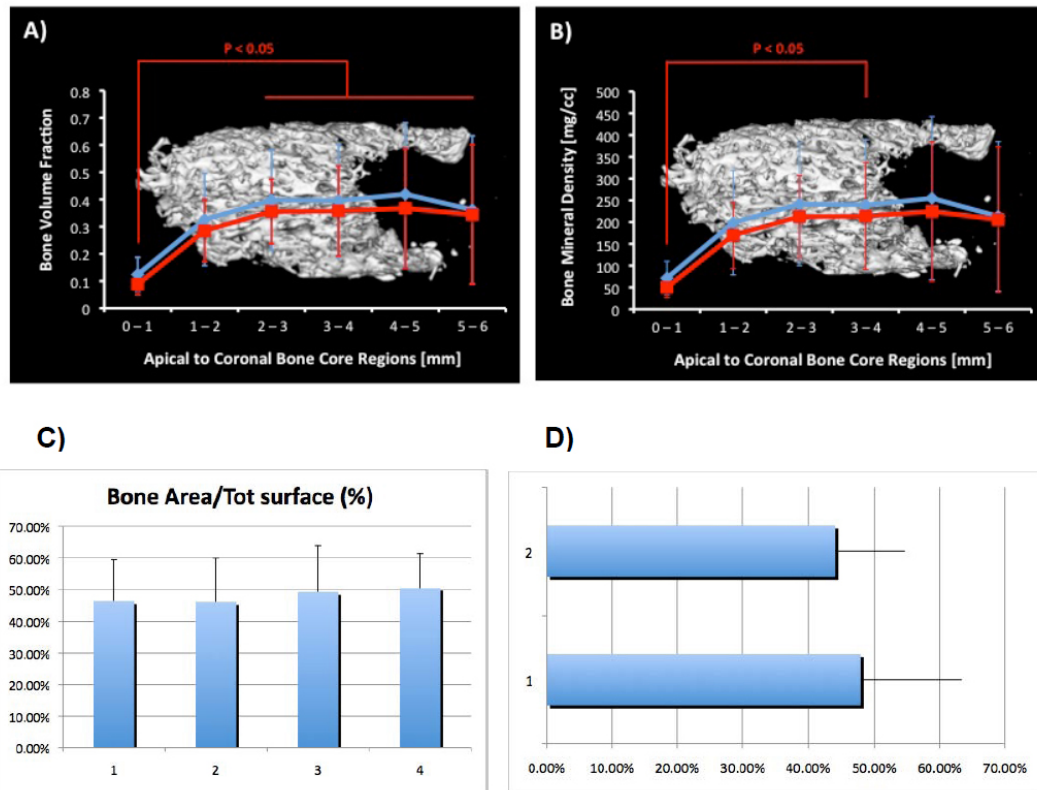 A)
P < 0.05
0.8
0.7
0.6
0.5
0.4
0.3
0.2
0.1
0
Bone Volume Fraction
0 – 1 1 – 2 2 – 3 3 – 4 4 – 5 5 – 6
Apical to Coronal Bone Core Regions [mm]
B)
P < 0.05
500
450
400
350
300
250
200
150
100
50
0
Bone Mineral Density [mg/cc]
0 – 1 1 – 2 2 – 3 3 – 4 4 – 5 5 – 6
Apical to Coronal Bone Core Regions [mm]
C)
Bone Area/Tot surface (%)
70.00%
60.00%
50.00%
40.00%
30.00%
20.00%
10.00%
0.00%
1 2 3 4
D)
2
1
0.00% 10.00% 20.00% 30.00% 40.00% 50.00% 60.00% 70.00%